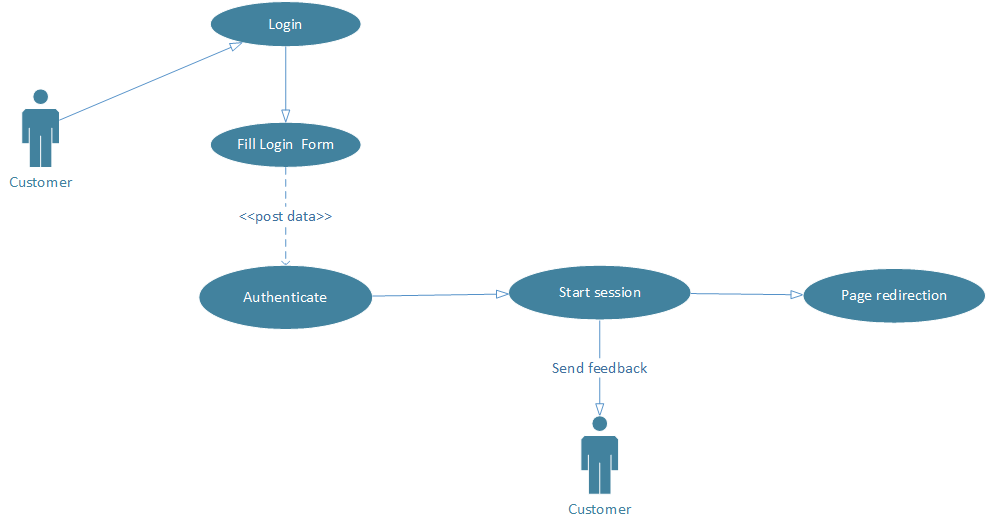 Login
Customer
Fill Login  Form
<<post data>>
Authenticate
Start session
Page redirection
Send feedback
Customer